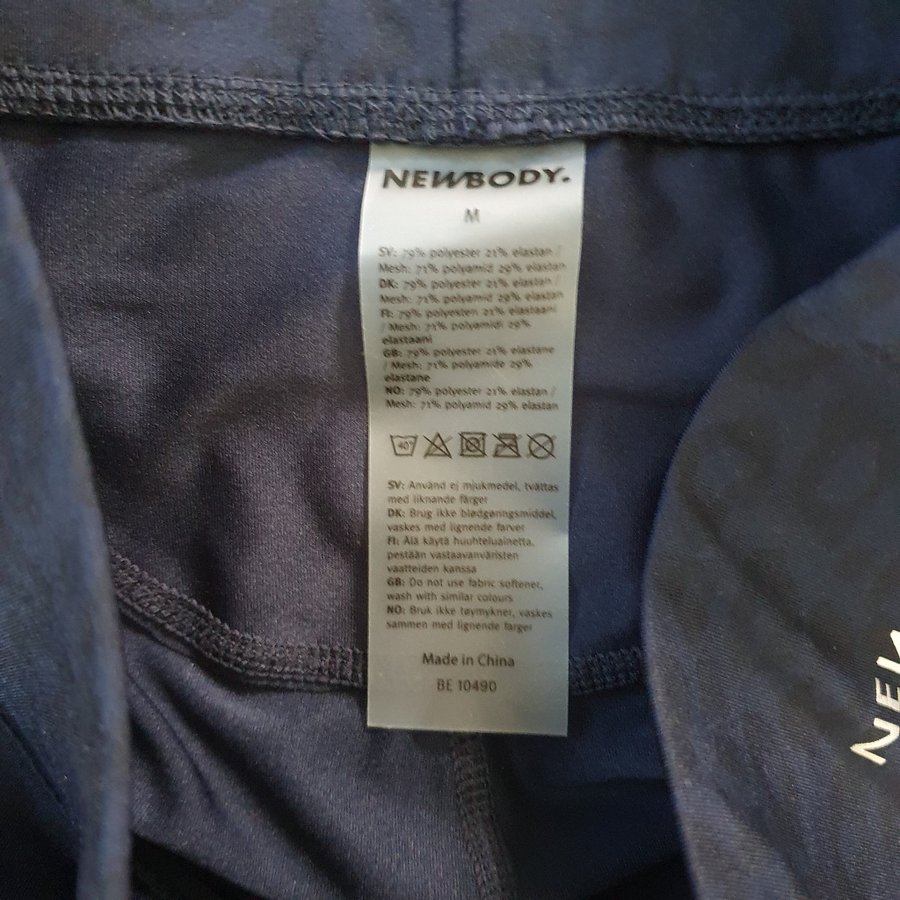 NEWBODY.
M
SV: 79% polyester 21% elastan /
Mesh: 71% polyamid 29% elastan
DK: 79% polyester 21% elastan /
Mesh: 71% polyamid 29% elastan
FI: 79% polyesteri 21% elastaani
/ Mesh: 71% polyamidi 29%
elastaani
GB: 79% polyester 21% elastane
/ Mesh: 71% polyamide 29%
elastane
NO: 79% polyester 21% elastan /
Mesh: 71% polyamid 29% elastan
40°
SV: Använd ej mjukmedel, tvättas
med liknande färger
DK: Brug ikke blødgøringsmiddel,
vaskes med lignende farver
FI: Älä käytä huuhteluainetta,
pestään vastaavanväristen
vaatteiden kanssa
GB: Do not use fabric softener,
wash with similar colours
NO: Bruk ikke tøymykner, vaskes
sammen med lignende farger
Made in China
BE 10490
NEW